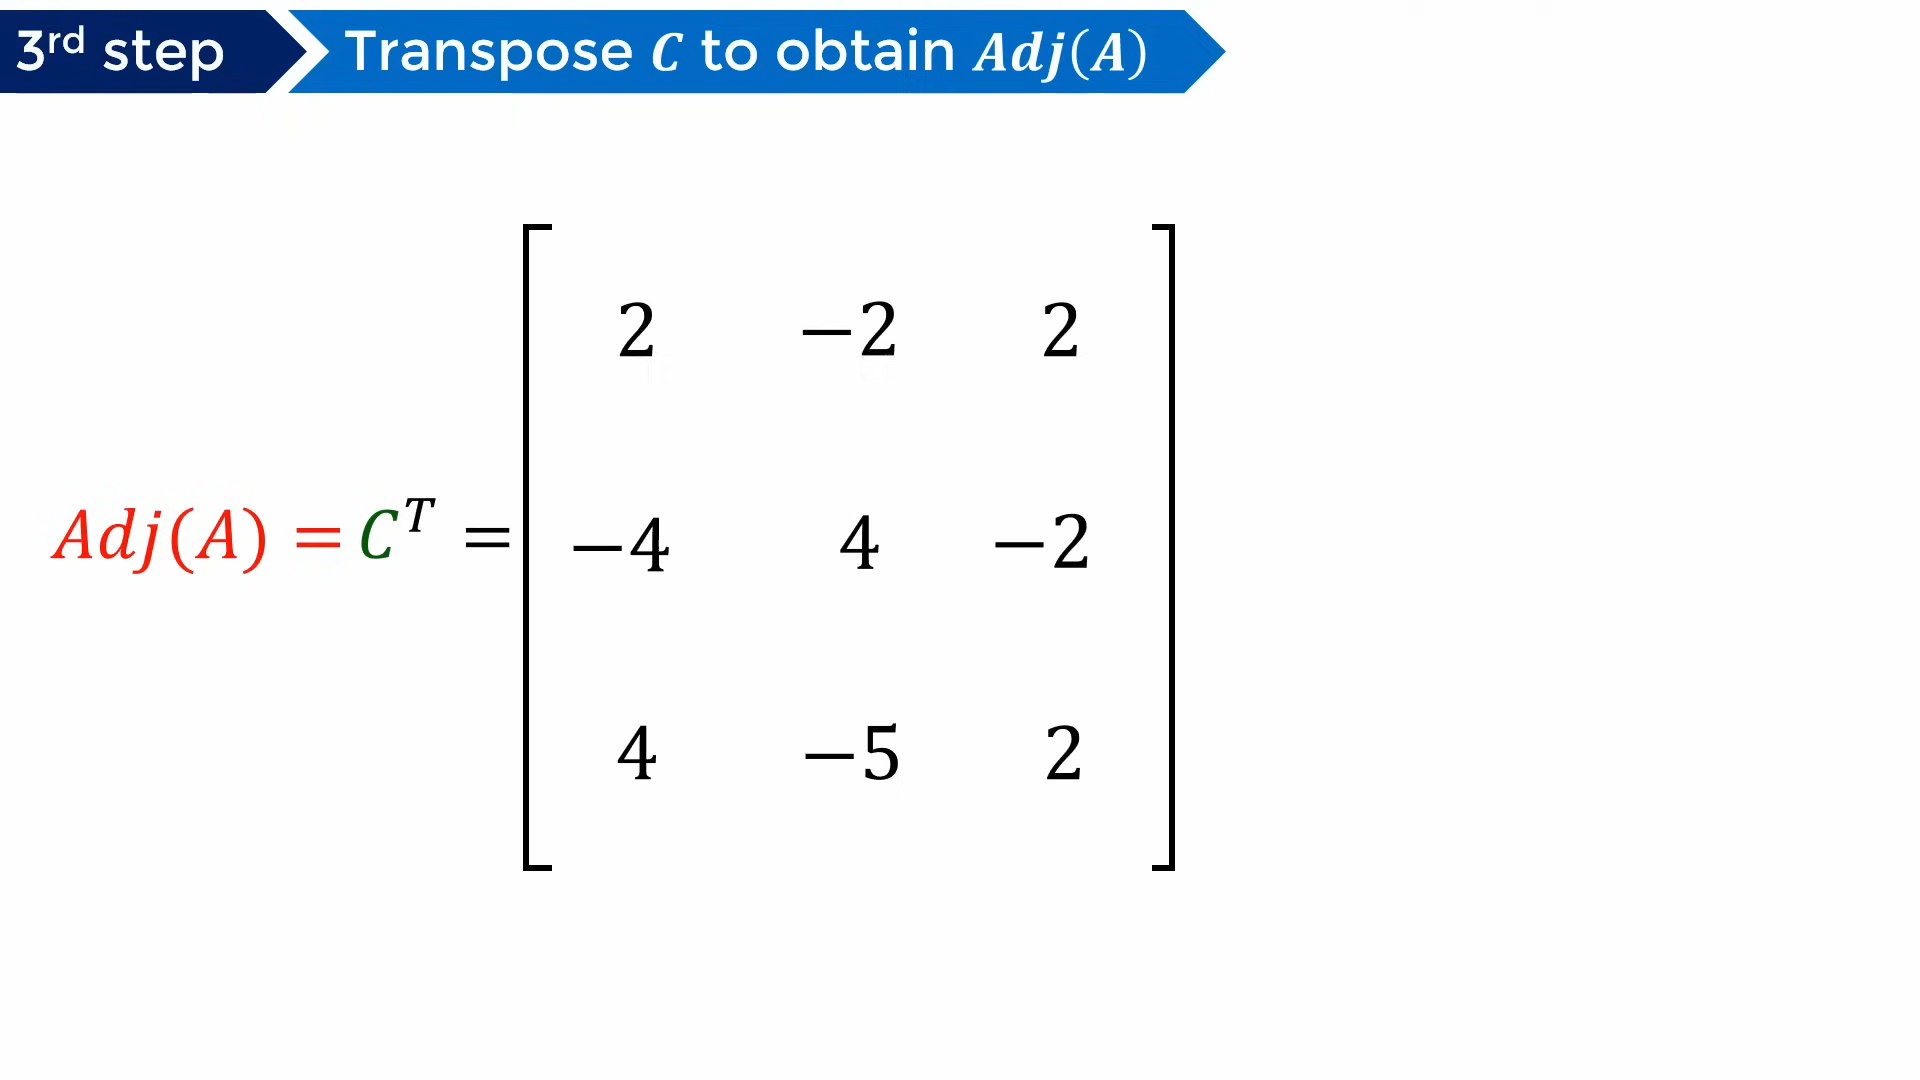 3rd step Transpose C to obtain Adj(A)
2 −2 2
Adj(A) = C^T = −4 4 −2
4 −5 2